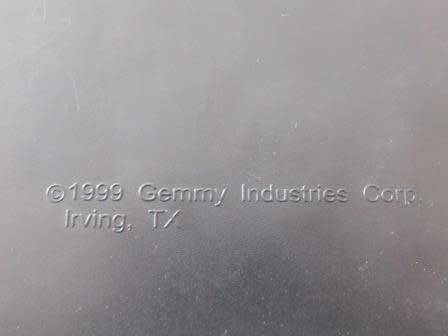 ©1999 Gemmy Industries Corp.
Irving, TX